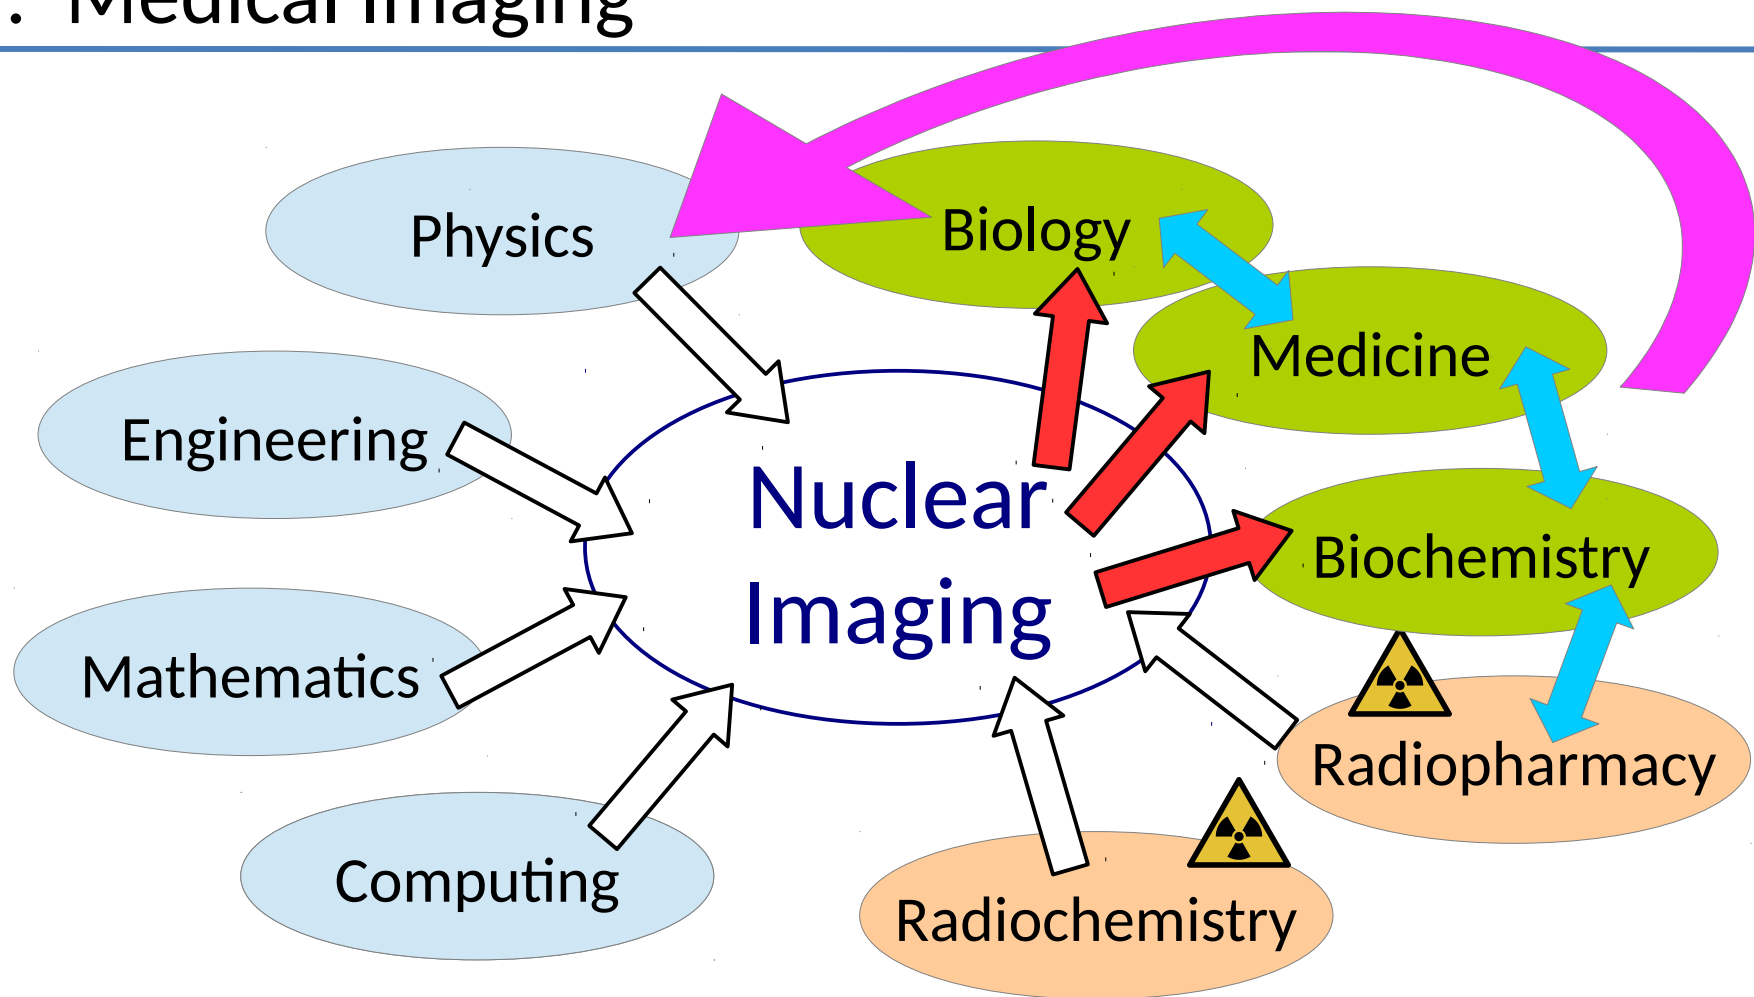 . Medical Imaging
Physics
Biology
Medicine
Engineering
Nuclear
Imaging
Biochemistry
Mathematics
Radiopharmacy
Computing
Radiochemistry